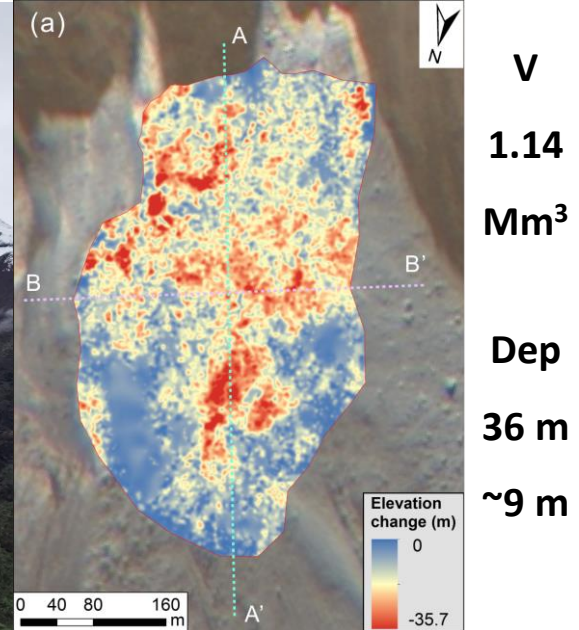 (a)
A
N
V
1.14
Mm³
B
B'
Dep
36 m
~9 m
Elevation
change (m)
0
-35.7
0 40 80 160
m
A'